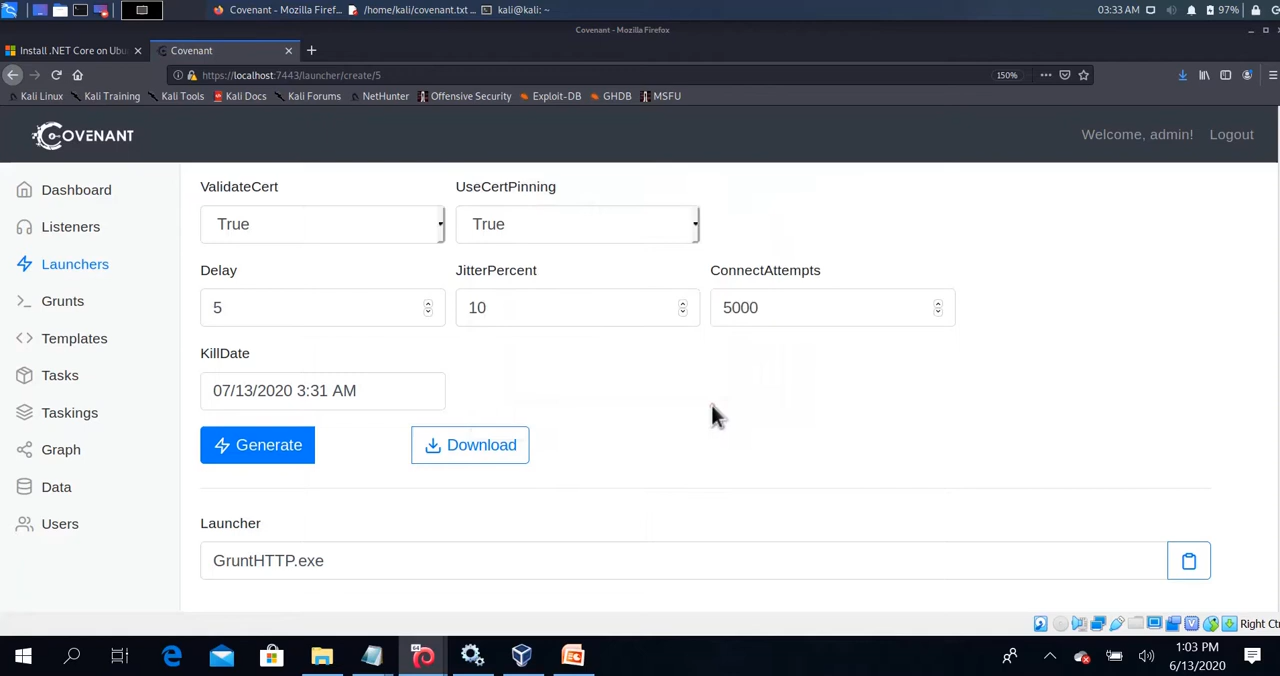 Covenant - Mozilla Firef...
/home/kali/covenant.txt ...
kali@kali: ~
03:33 AM
97%
Covenant - Mozilla Firefox
Install .NET Core on Ubu
Covenant
https://localhost:7443/launcher/create/5
150%
Kali Linux
Kali Training
Kali Tools
Kali Docs
Kali Forums
NetHunter
Offensive Security
Exploit-DB
GHDB
MSFU
COVENANT
Welcome, admin!
Logout
Dashboard
Listeners
Launchers
Grunts
Templates
Tasks
Taskings
Graph
Data
Users
ValidateCert
UseCertPinning
True
True
Delay
JitterPercent
ConnectAttempts
5
10
5000
KillDate
07/13/2020 3:31 AM
Generate
Download
Launcher
GruntHTTP.exe
Right Ct
64
1:03 PM
6/13/2020